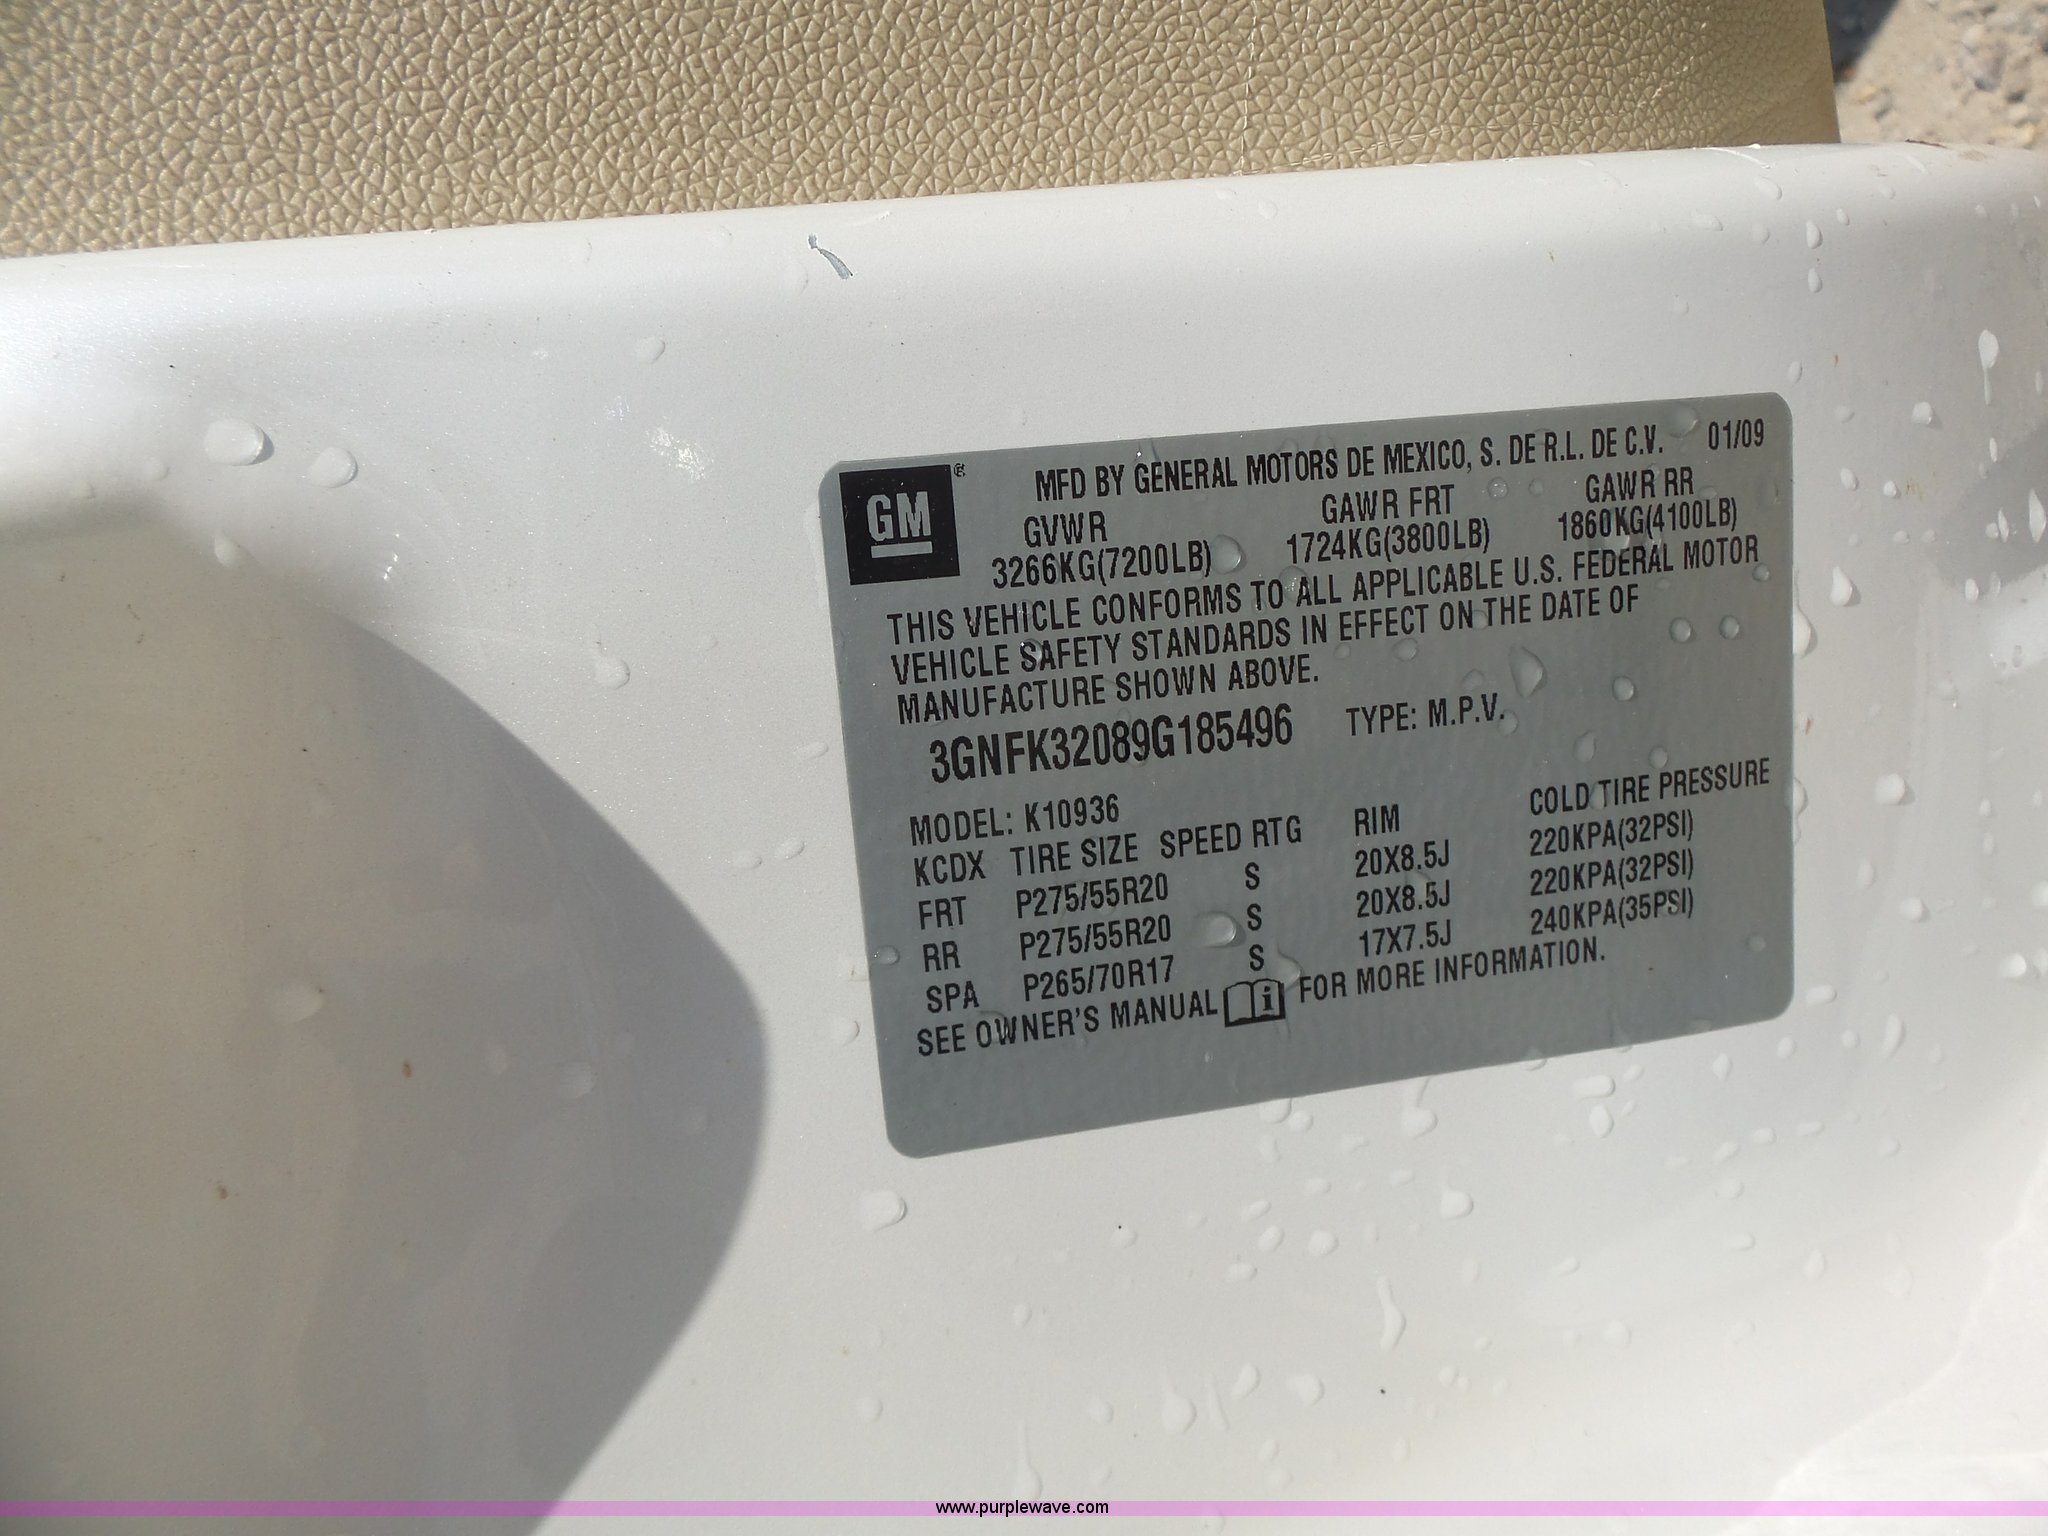 GM ®
MFD BY GENERAL MOTORS DE MEXICO, S. DE R.L. DE C.V. 01/09
GVWR GAWR FRT GAWR RR
3266KG(7200LB) 1724KG(3800LB) 1860KG(4100LB)
THIS VEHICLE CONFORMS TO ALL APPLICABLE U.S. FEDERAL MOTOR
VEHICLE SAFETY STANDARDS IN EFFECT ON THE DATE OF
MANUFACTURE SHOWN ABOVE.
3GNFK32089G185496 TYPE: M.P.V.
MODEL: K10936
KCDX TIRE SIZE SPEED RTG RIM COLD TIRE PRESSURE
FRT P275/55R20 S 20X8.5J 220KPA(32PSI)
RR P275/55R20 S 20X8.5J 220KPA(32PSI)
SPA P265/70R17 S 17X7.5J 240KPA(35PSI)
SEE OWNER'S MANUAL i FOR MORE INFORMATION.
www.purplewave.com